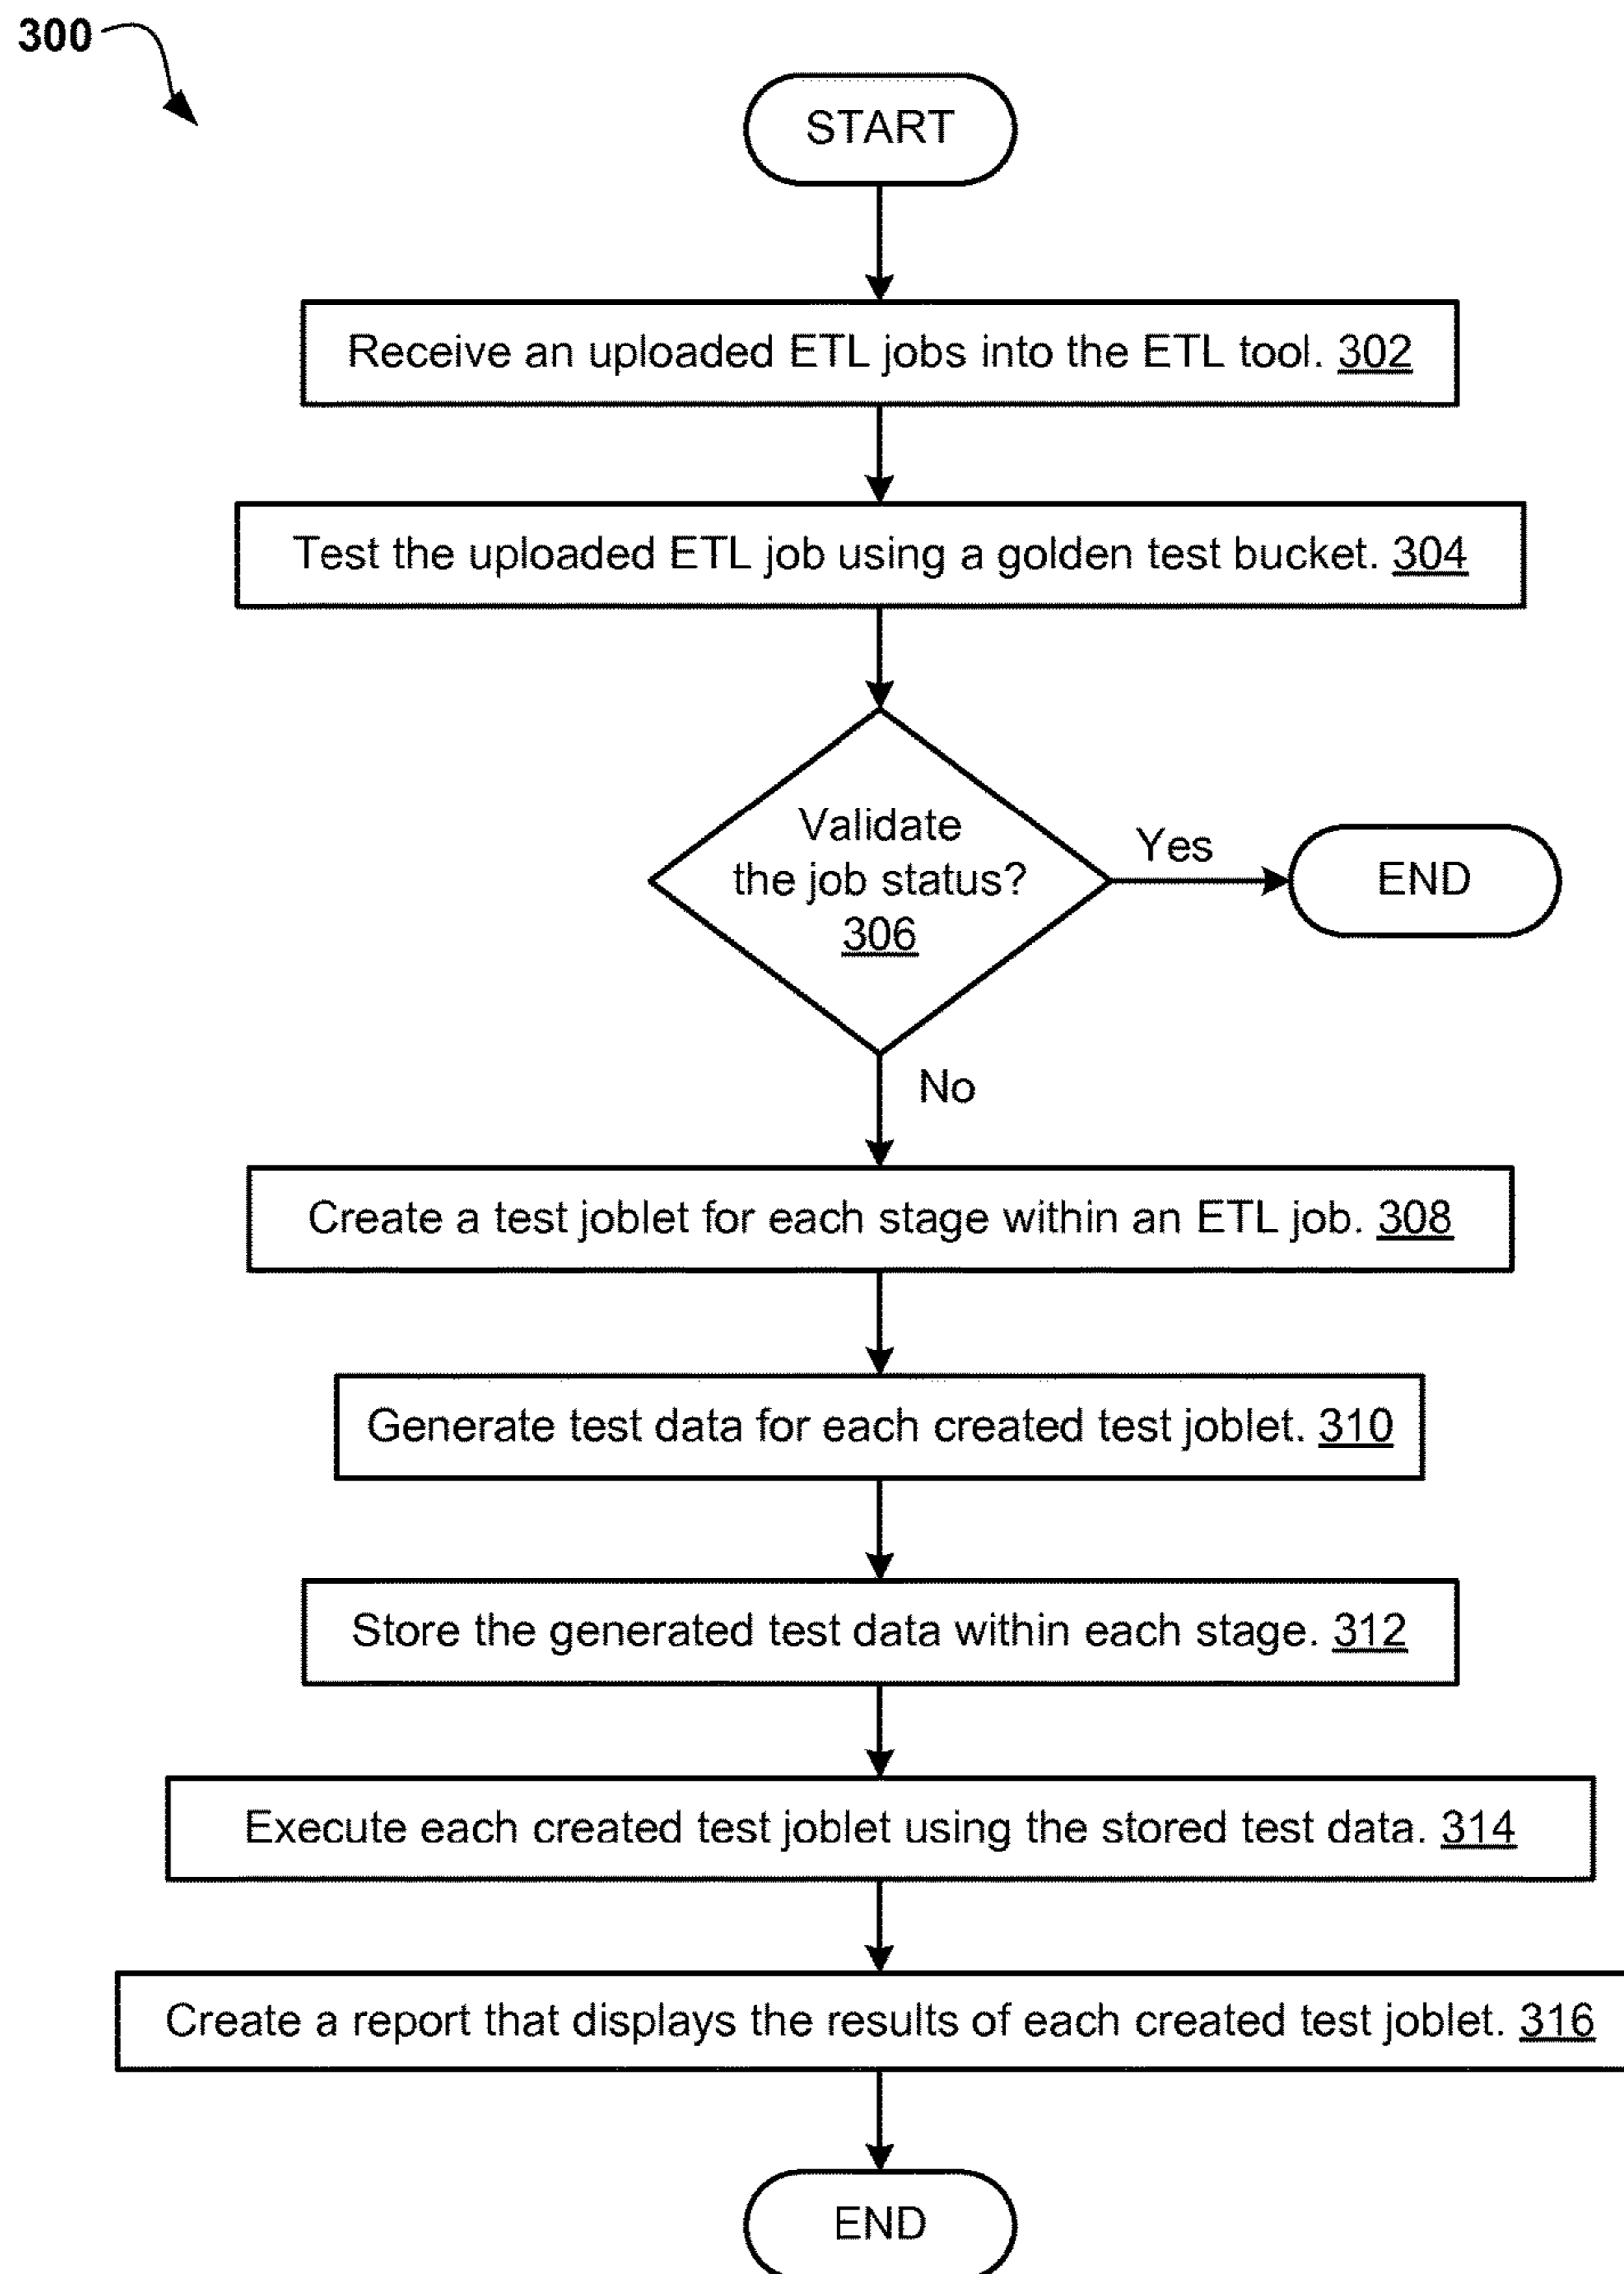 300
START
Receive an uploaded ETL jobs into the ETL tool. 302
Test the uploaded ETL job using a golden test bucket. 304
Validate
the job status?
306
Yes
END
No
Create a test joblet for each stage within an ETL job. 308
Generate test data for each created test joblet. 310
Store the generated test data within each stage. 312
Execute each created test joblet using the stored test data. 314
Create a report that displays the results of each created test joblet. 316
END